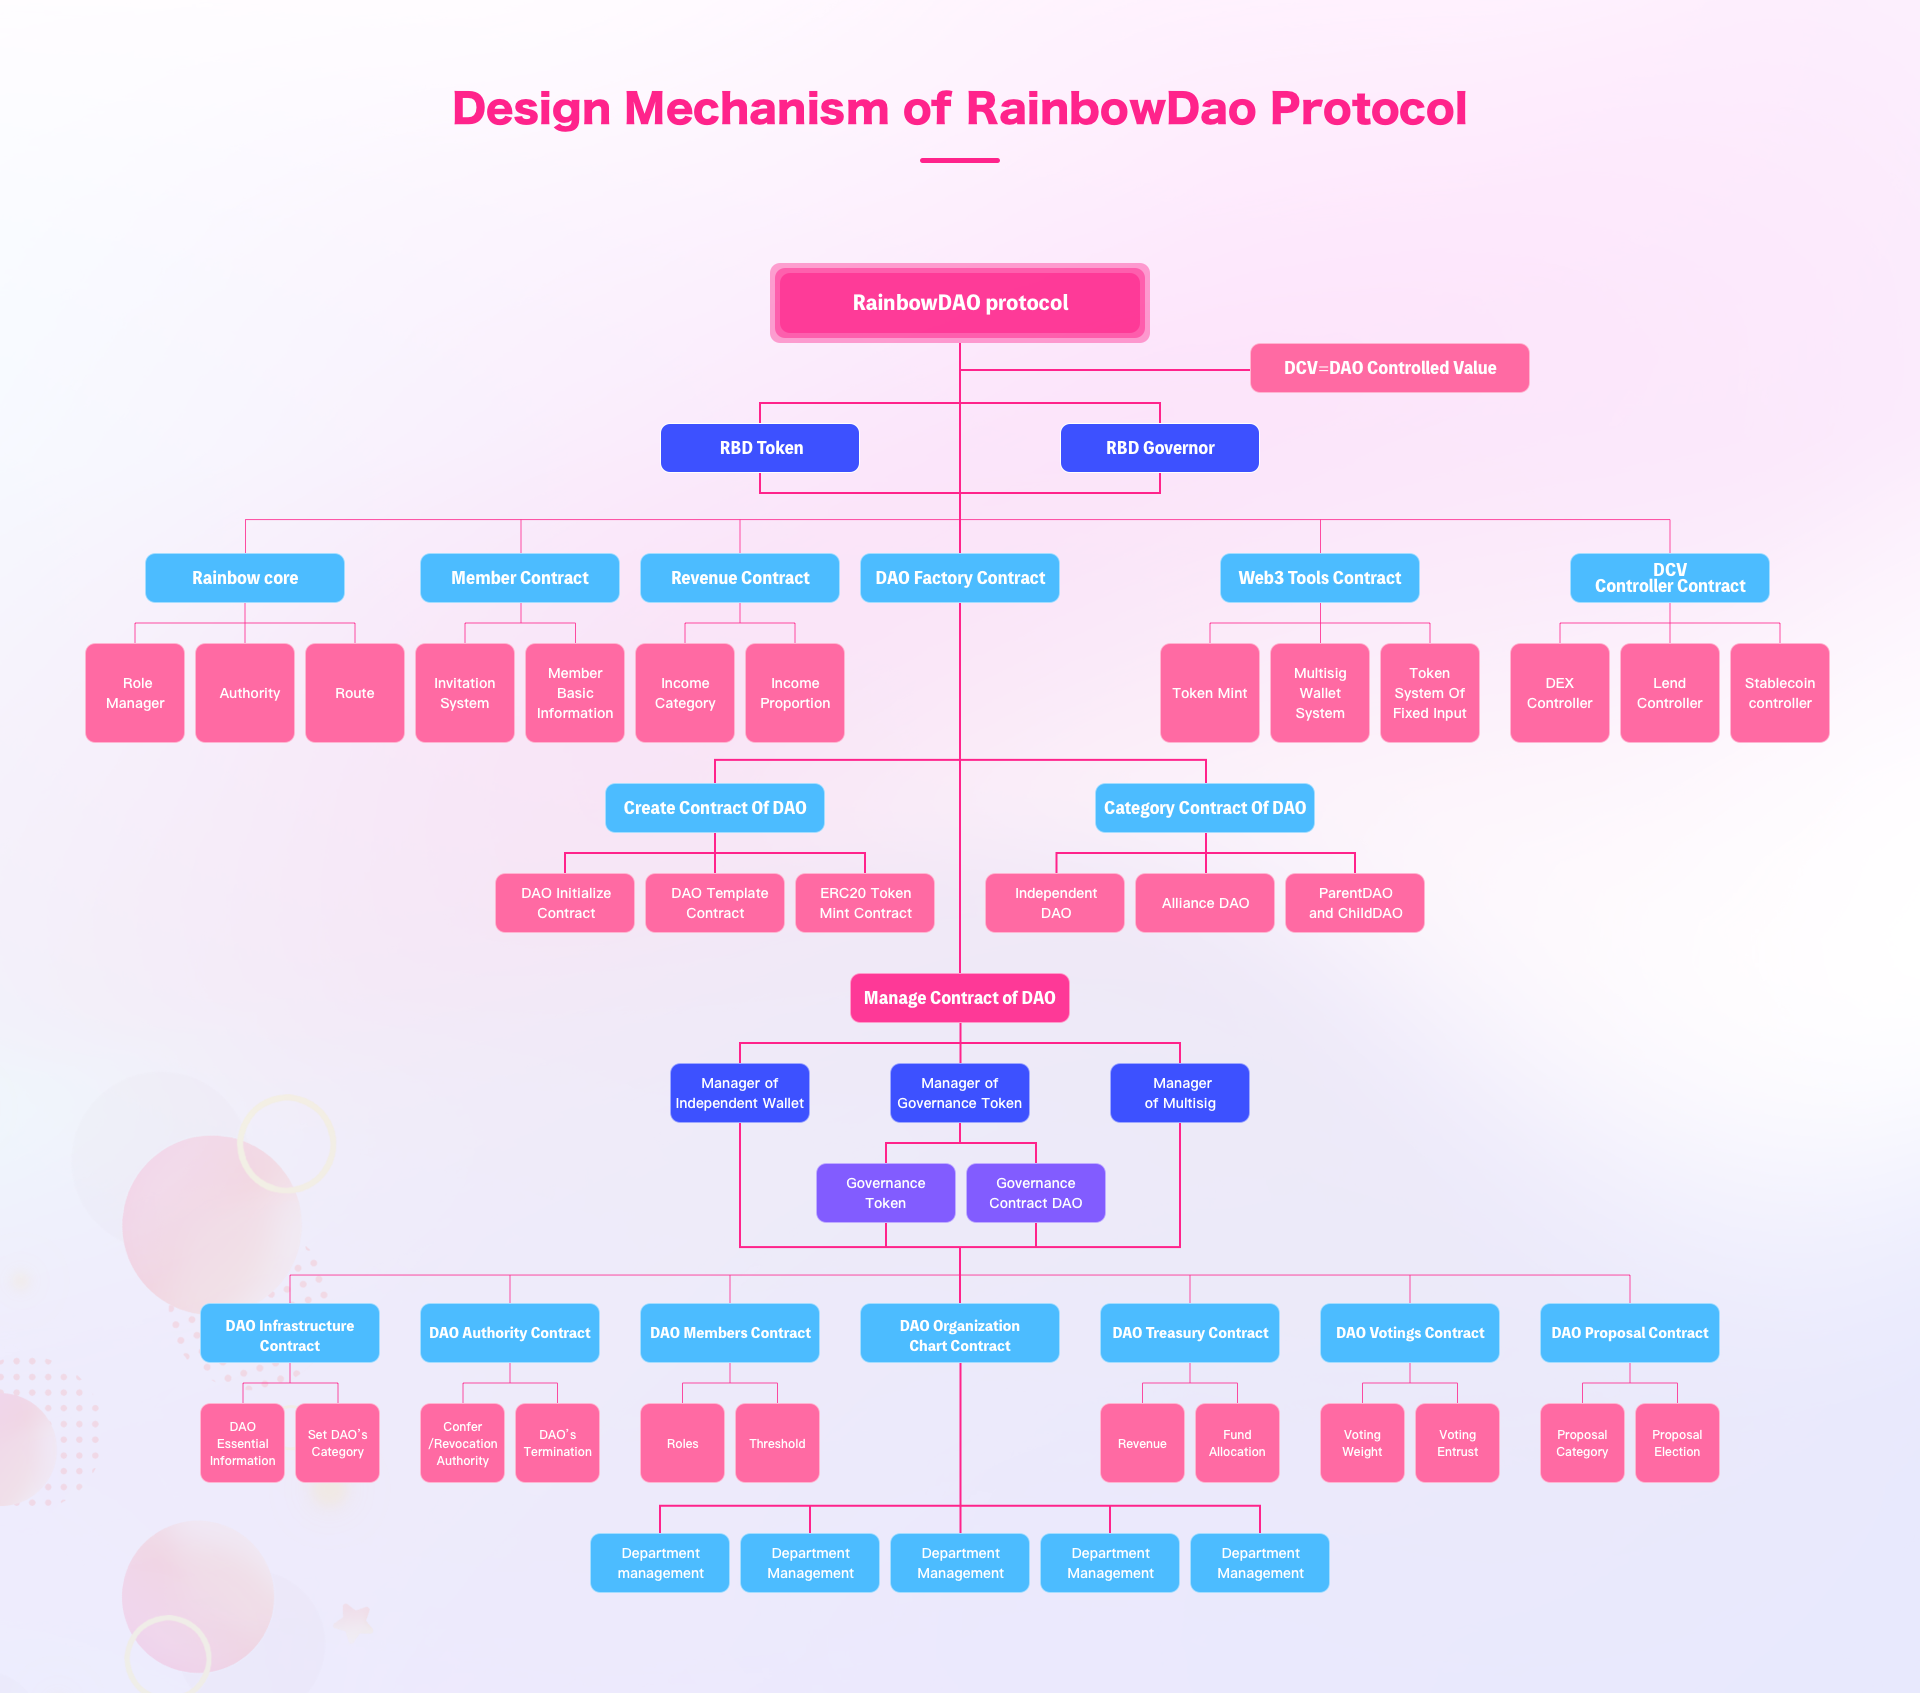 Design Mechanism of RainbowDao Protocol
RainbowDAO protocol
DCV=DAO Controlled Value
RBD Token
RBD Governor
Rainbow core
Member Contract
Revenue Contract
DAO Factory Contract
Web3 Tools Contract
DCV
Controller Contract
Role
Manager
Authority
Route
Invitation
System
Member
Basic
Information
Income
Category
Income
Proportion
Token Mint
Multisig
Wallet
System
Token
System Of
Fixed Input
DEX
Controller
Lend
Controller
Stablecoin
controller
Create Contract Of DAO
Category Contract Of DAO
DAO Initialize
Contract
DAO Template
Contract
ERC20 Token
Mint Contract
Independent
DAO
Alliance DAO
ParentDAO
and ChildDAO
Manage Contract of DAO
Manager of
Independent Wallet
Manager of
Governance Token
Manager
of Multisig
Governance
Token
Governance
Contract DAO
DAO Infrastructure
Contract
DAO Authority Contract
DAO Members Contract
DAO Organization
Chart Contract
DAO Treasury Contract
DAO Votings Contract
DAO Proposal Contract
DAO
Essential
Information
Set DAO's
Category
Confer
/Revocation
Authority
DAO's
Termination
Roles
Threshold
Revenue
Fund
Allocation
Voting
Weight
Voting
Entrust
Proposal
Category
Proposal
Election
Department
management
Department
Management
Department
Management
Department
Management
Department
Management